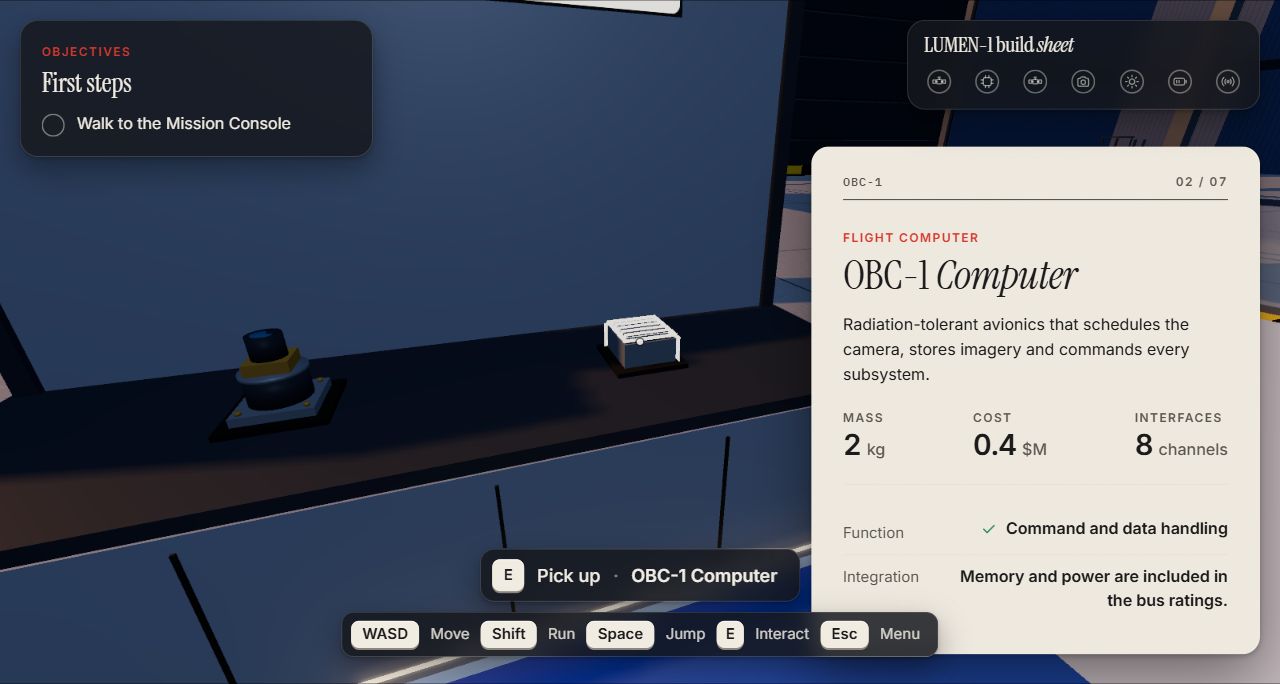 OBJECTIVES
First steps
Walk to the Mission Console
LUMEN-1 build sheet
OBC-1
02 / 07
FLIGHT COMPUTER
OBC-1 Computer
Radiation-tolerant avionics that schedules the
camera, stores imagery and commands every
subsystem.
MASS
2 kg
COST
0.4 $M
INTERFACES
8 channels
Function
Command and data handling
Integration
Memory and power are included in
the bus ratings.
E Pick up · OBC-1 Computer
WASD Move Shift Run Space Jump E Interact Esc Menu